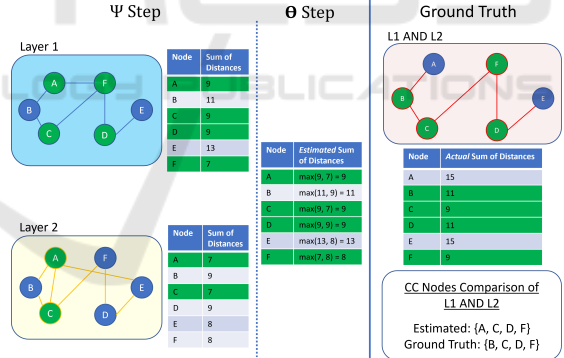 Ψ Step
Θ Step
Ground Truth
Layer 1
A
F
B
E
C
D
Node Sum of Distances
A 9
B 11
C 9
D 9
E 13
F 7
Layer 2
A
F
B
E
C
D
Node Sum of Distances
A 7
B 9
C 7
D 9
E 8
F 8
Node Estimated Sum of Distances
A max(9, 7) = 9
B max(11, 9) = 11
C max(9, 7) = 9
D max(9, 9) = 9
E max(13, 8) = 13
F max(7, 8) = 8
L1 AND L2
A
F
B
E
C
D
Node Actual Sum of Distances
A 15
B 11
C 9
D 11
E 15
F 9
CC Nodes Comparison of
L1 AND L2
Estimated: {A, C, D, F}
Ground Truth: {B, C, D, F}
LOGY PUBLICATIONS